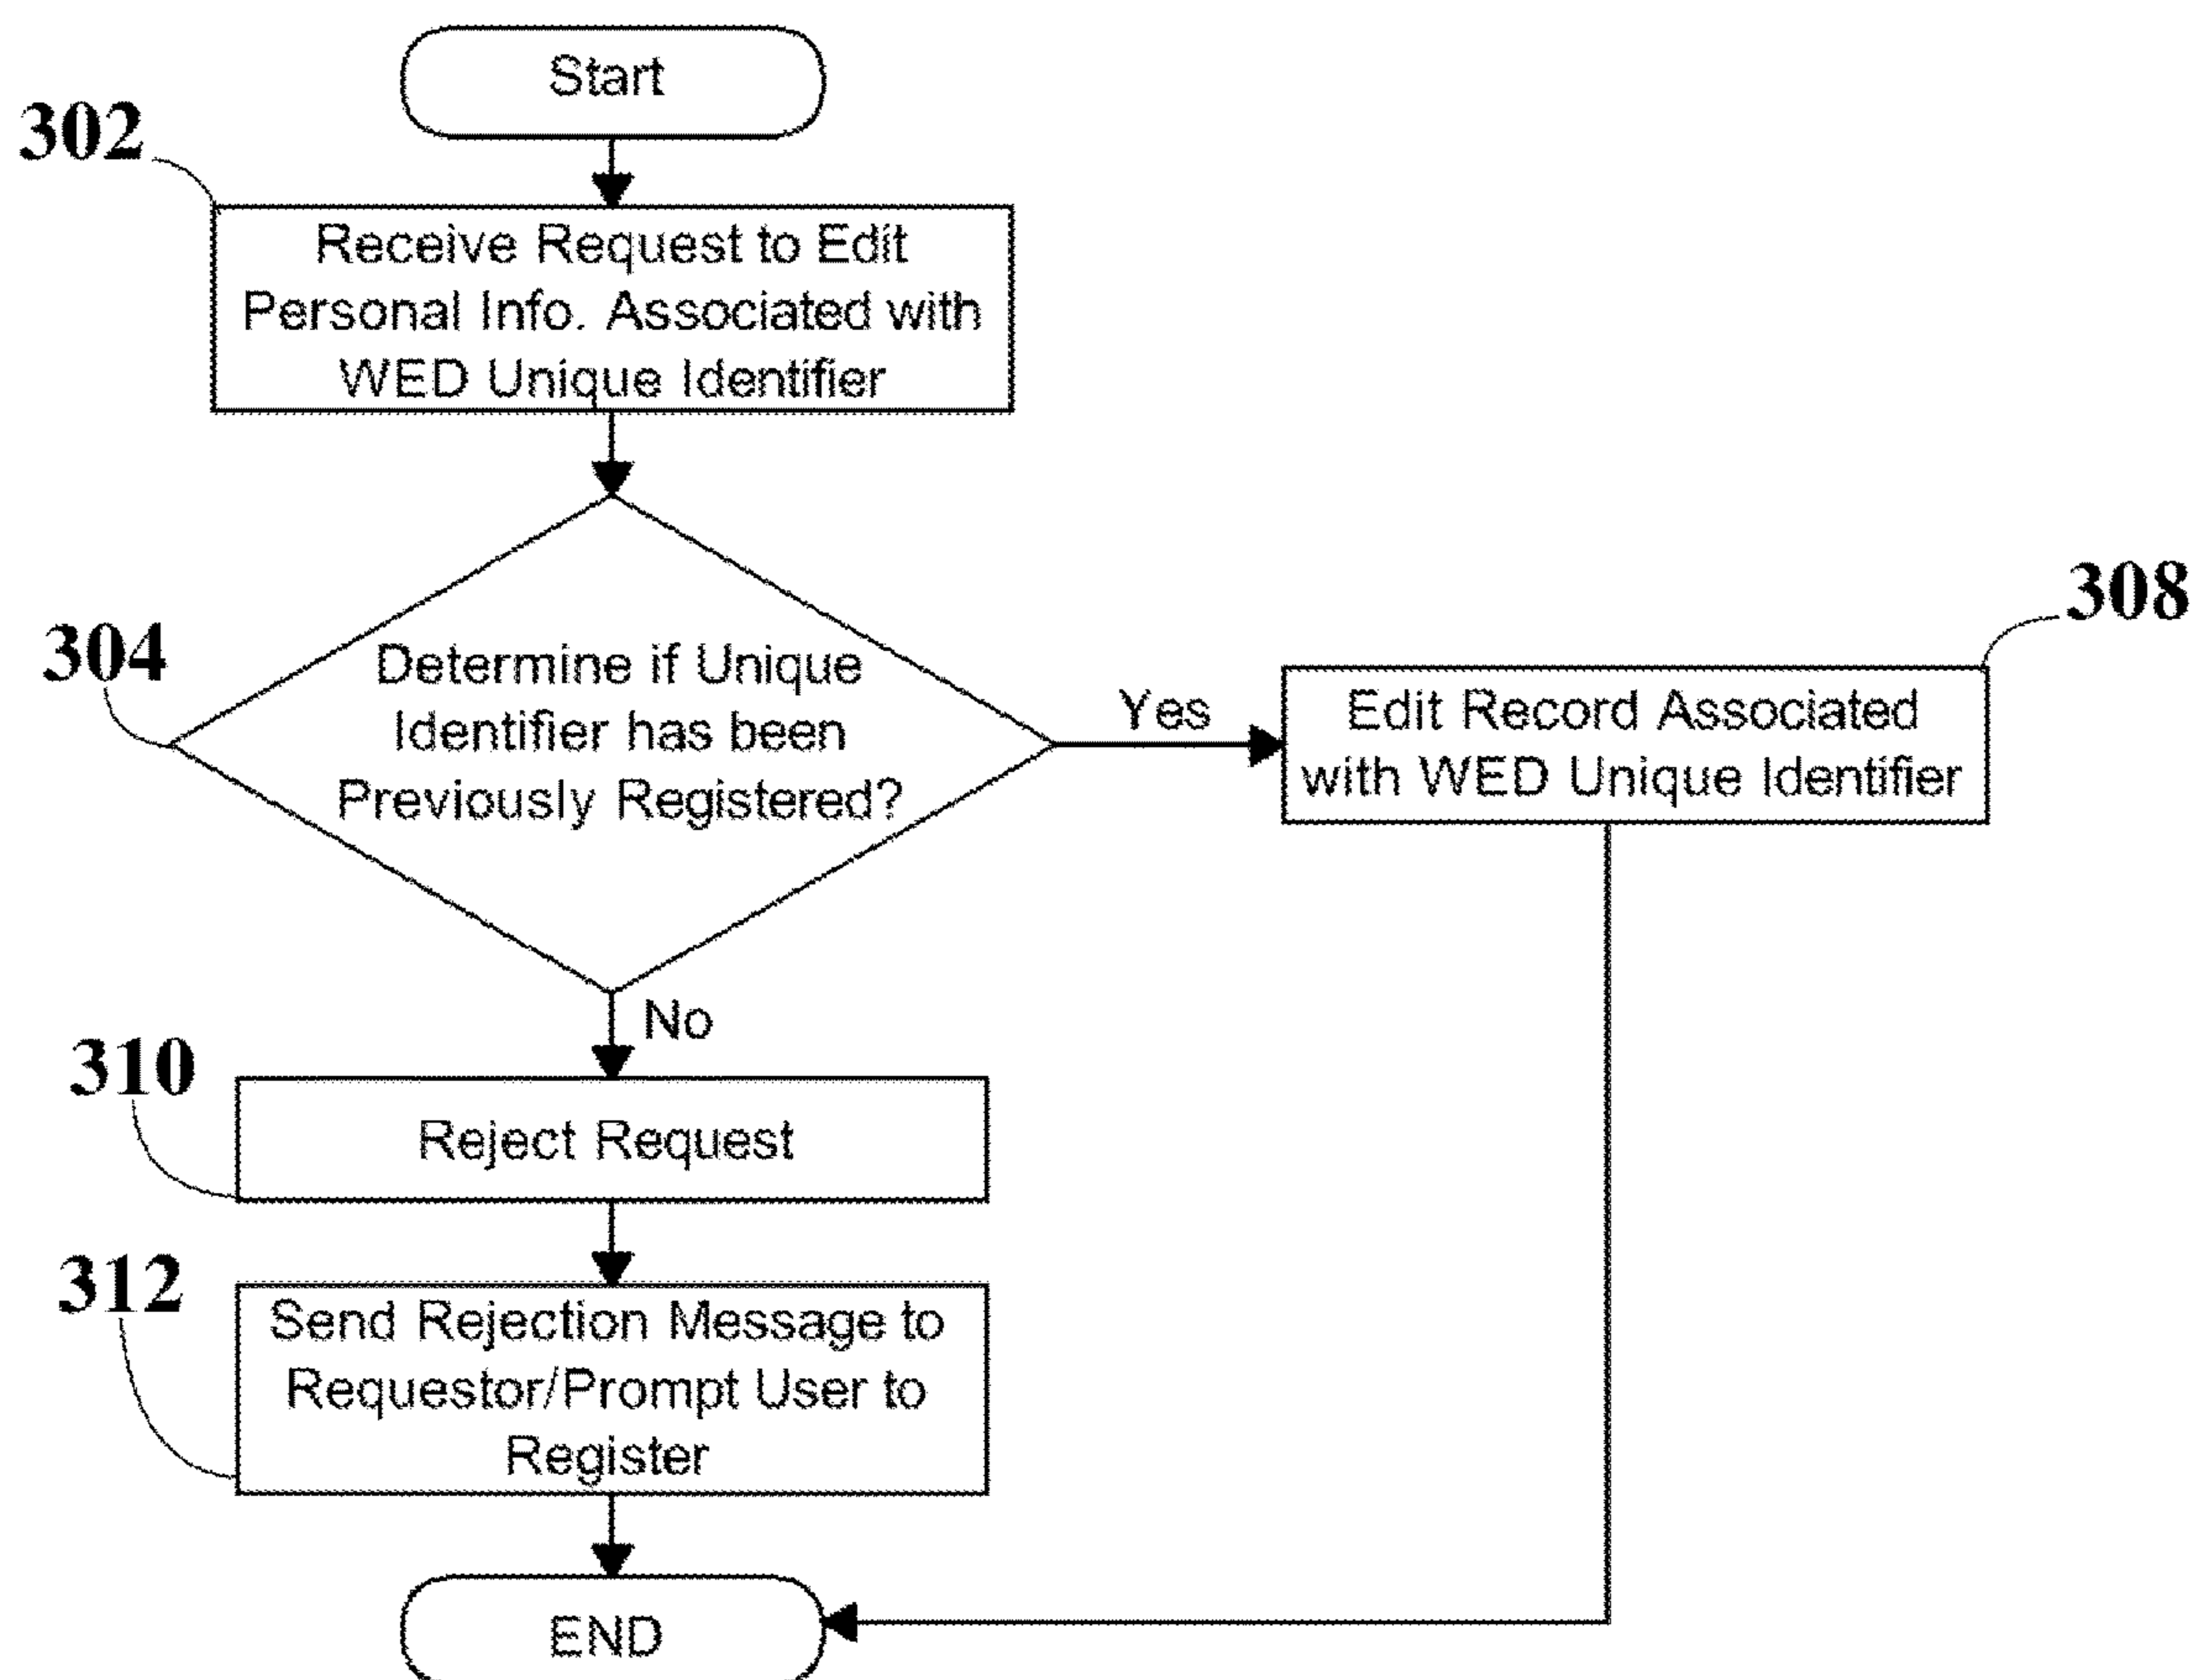 Start
302
Receive Request to Edit
Personal Info. Associated with
WED Unique Identifier
304
Determine if Unique
Identifier has been
Previously Registered?
Yes
308
Edit Record Associated
with WED Unique Identifier
No
310
Reject Request
312
Send Rejection Message to
Requestor/Prompt User to
Register
END